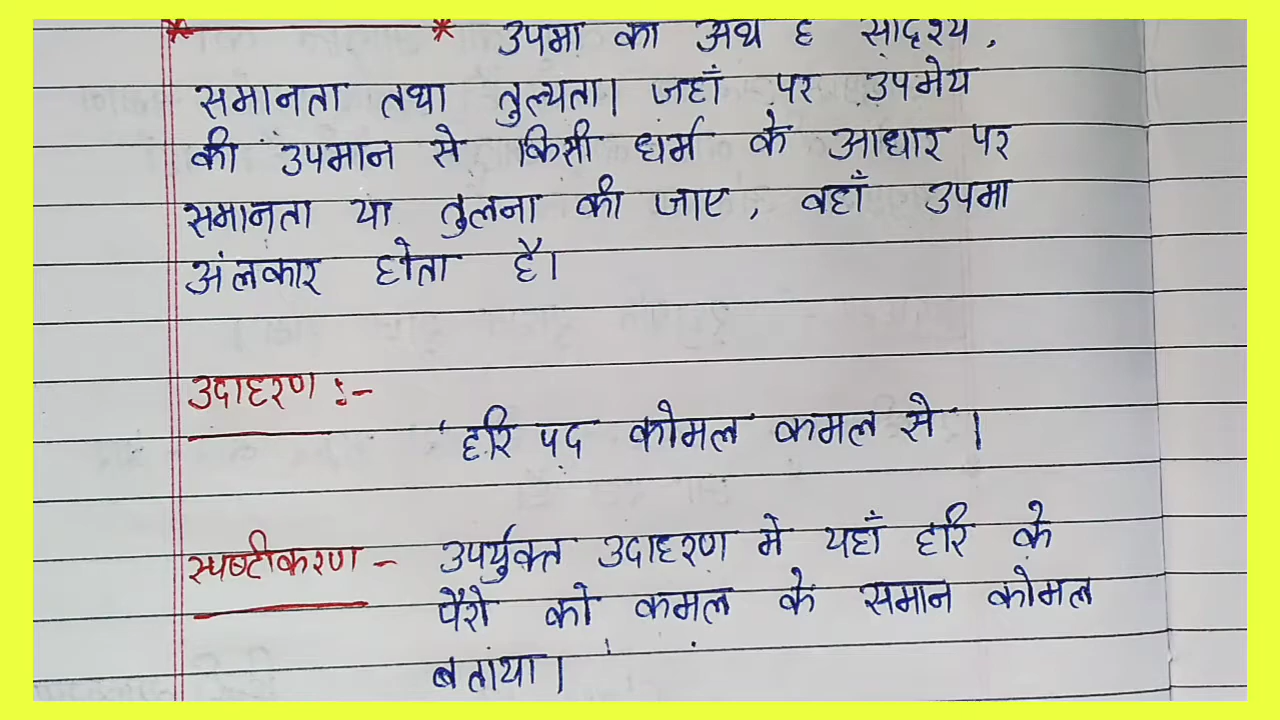 * * उपमा का अर्थ है सादृश्य,
समानता तथा तुल्यता। जहाँ पर उपमेय
की उपमान से किसी धर्म के आधार पर
समानता या तुलना की जाए, वहाँ उपमा
अंलकार होता है।
उदाहरण :-
' हरि पद कोमल कमल से ।
स्पष्टीकरण - उपर्युक्त उदाहरण मे यहाँ हरि के
पैरो को कमल के समान कोमल
बताया।